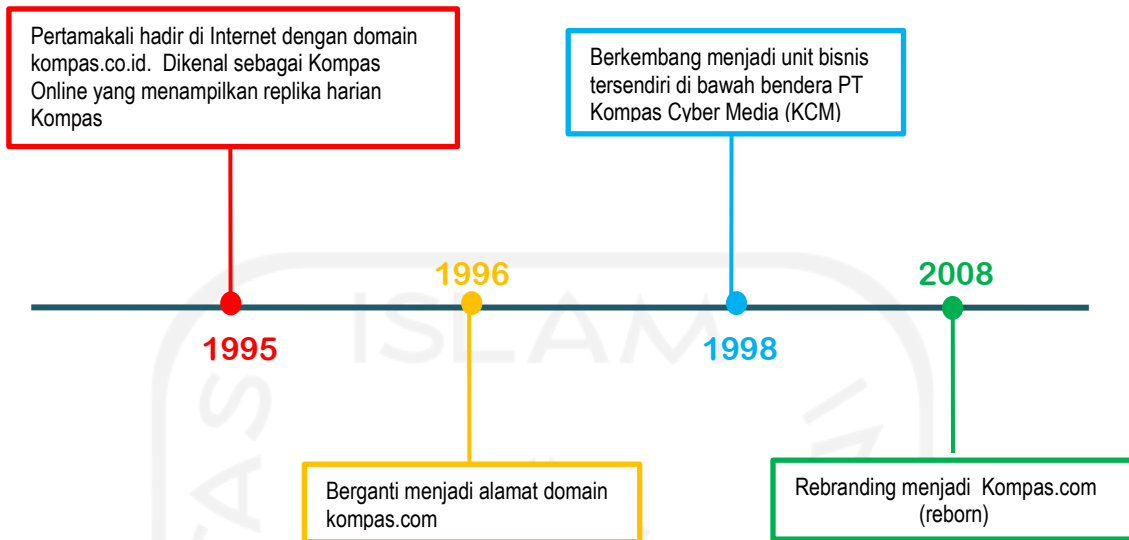 Pertamakali hadir di Internet dengan domain
kompas.co.id. Dikenal sebagai Kompas
Online yang menampilkan replika harian
Kompas
Berkembang menjadi unit bisnis
tersendiri di bawah bendera PT
Kompas Cyber Media (KCM)
1996
2008
1995
1998
ISLAM
TAS
Berganti menjadi alamat domain
kompas.com
Rebranding menjadi Kompas.com
(reborn)